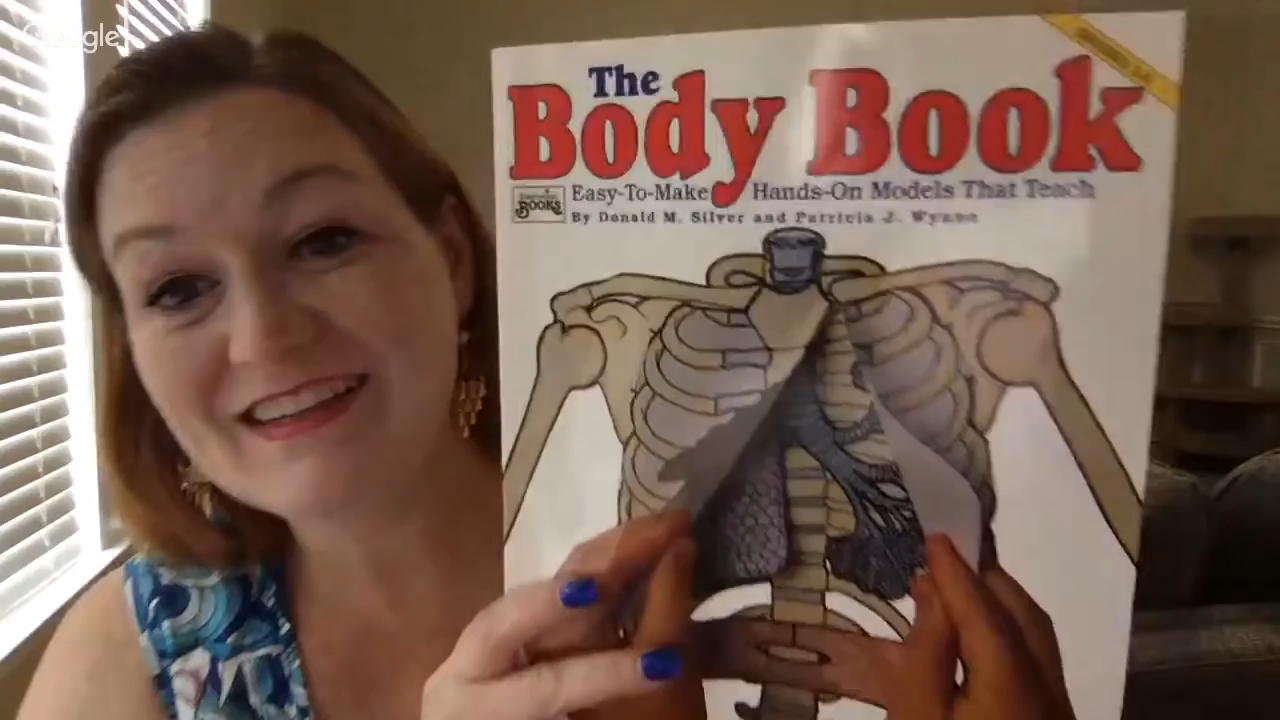 Google
The
Body Book
Easy-To-Make Hands-On Models That Teach
BOOKS
By Donald M. Silver and Patricia J. Wynne